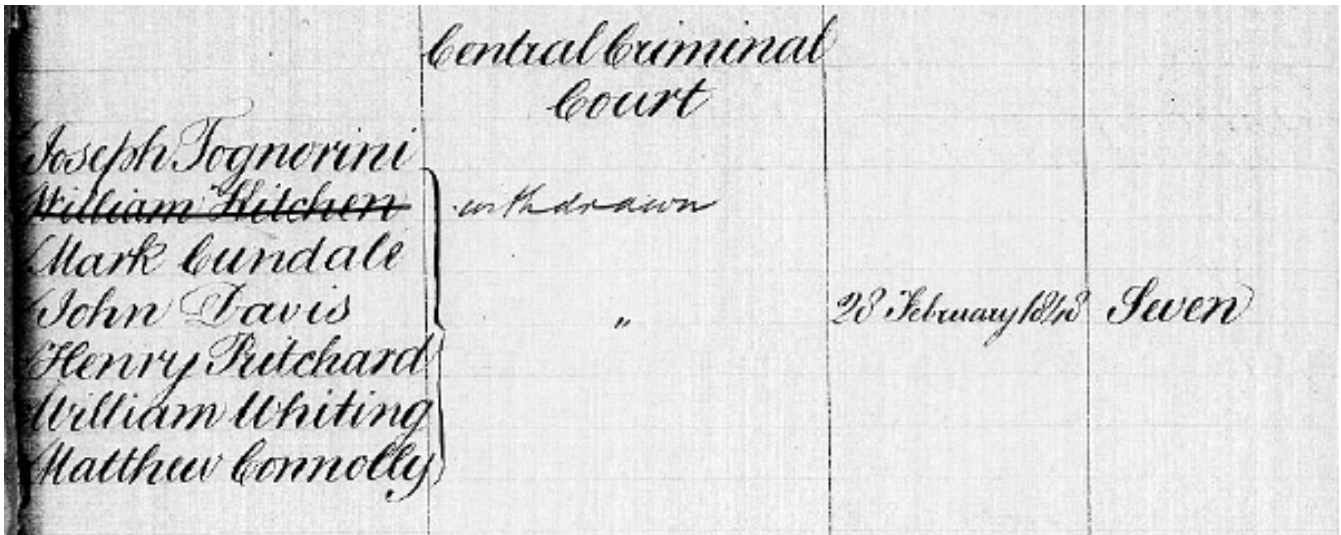 Central Criminal
Court
Joseph Tognorini
William Kitchen withdrawn
Mark Cundale
John Davis " 28 February 1848 Seven
Henry Pritchard
William Whiting
Matthew Connolly